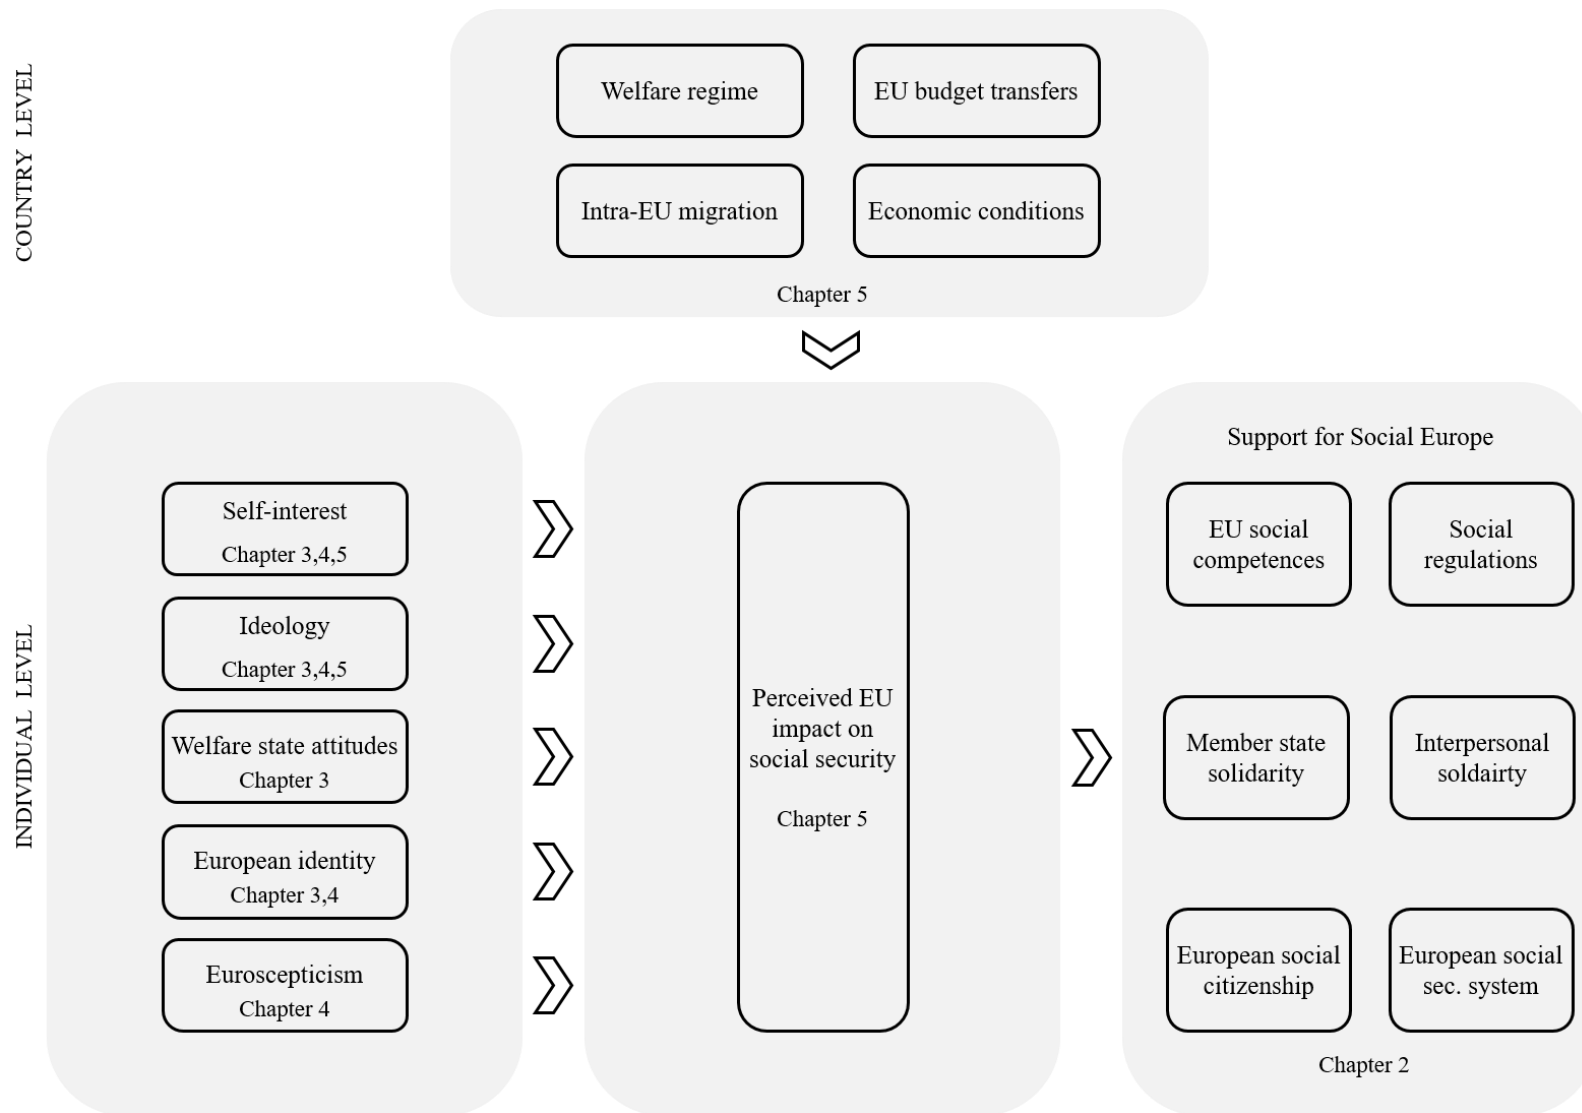 COUNTRY LEVEL
Welfare regime
EU budget transfers
Intra-EU migration
Economic conditions
Chapter 5
INDIVIDUAL LEVEL
Self-interest
Chapter 3,4,5
Ideology
Chapter 3,4,5
Welfare state attitudes
Chapter 3
European identity
Chapter 3,4
Euroscepticism
Chapter 4
Perceived EU
impact on
social security
Chapter 5
Support for Social Europe
EU social
competences
Social
regulations
Member state
solidarity
Interpersonal
soldairty
European social
citizenship
European social
sec. system
Chapter 2